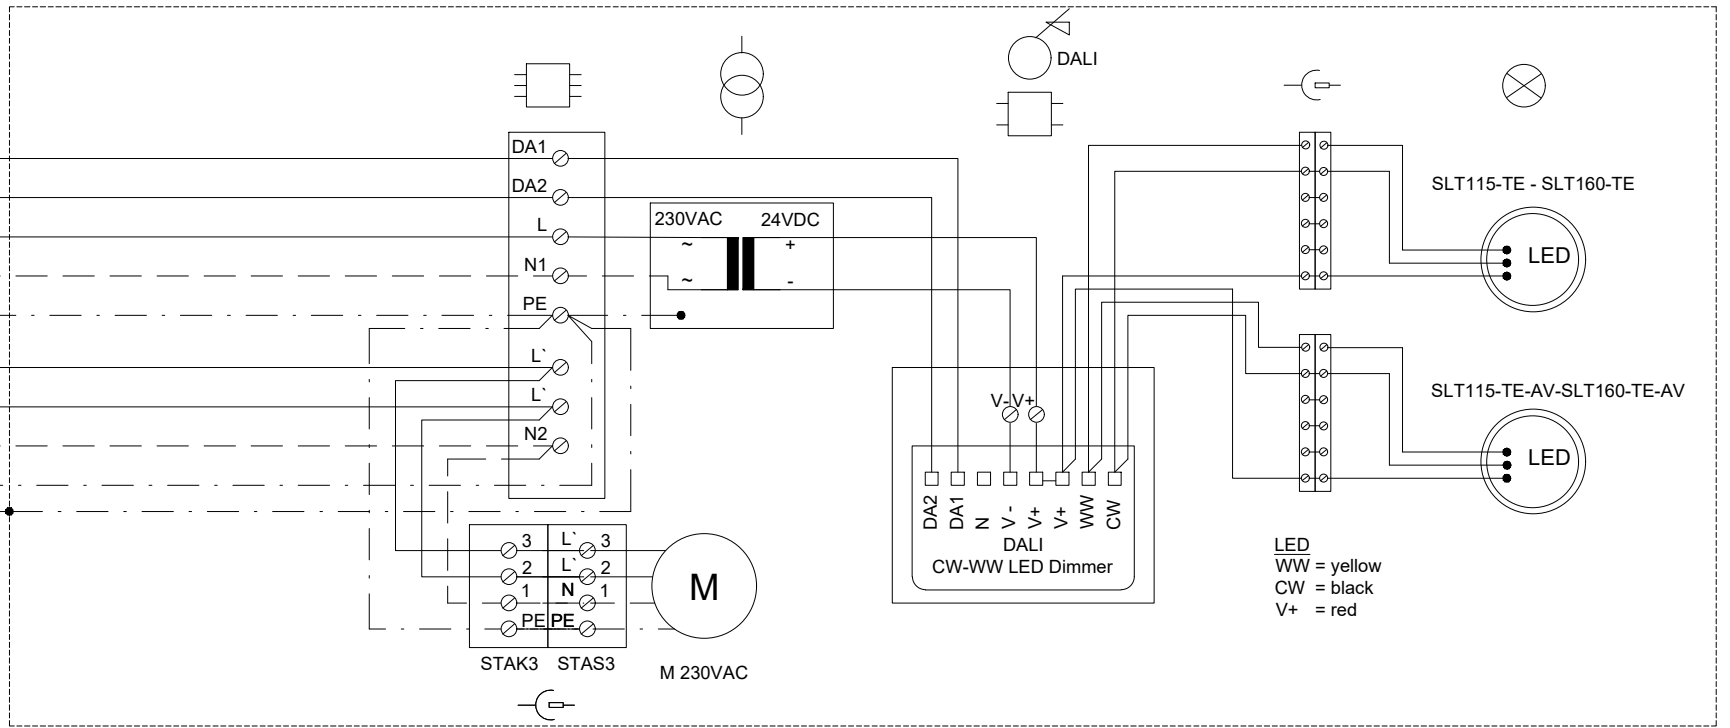 DALI
DA1
DA2
L
N1
PE
L`
L`
N2
230VAC 24VDC
~ +
~ -
SLT115-TE - SLT160-TE
LED
SLT115-TE-AV-SLT160-TE-AV
LED
V- V+
DA2 DA1 N V - V+ V+ WW CW
DALI
CW-WW LED Dimmer
LED
WW = yellow
CW = black
V+ = red
3 L` 3
2 L` 2
1 N 1
PE PE
M
STAK3 STAS3
M 230VAC